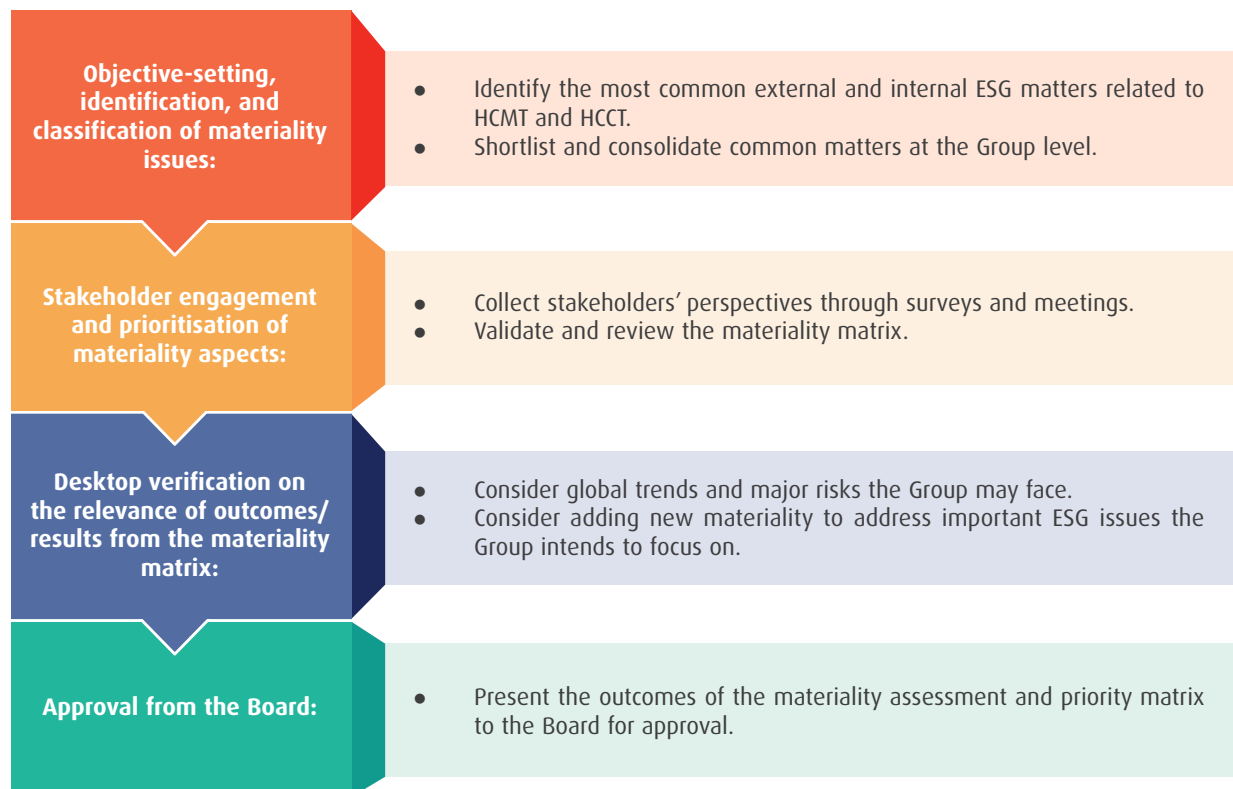 Objective-setting,
identification, and
classification of materiality
issues:
● Identify the most common external and internal ESG matters related to
HCMT and HCCT.
● Shortlist and consolidate common matters at the Group level.
Stakeholder engagement
and prioritisation of
materiality aspects:
● Collect stakeholders’ perspectives through surveys and meetings.
● Validate and review the materiality matrix.
Desktop verification on
the relevance of outcomes/
results from the materiality
matrix:
● Consider global trends and major risks the Group may face.
● Consider adding new materiality to address important ESG issues the
Group intends to focus on.
Approval from the Board:
● Present the outcomes of the materiality assessment and priority matrix
to the Board for approval.